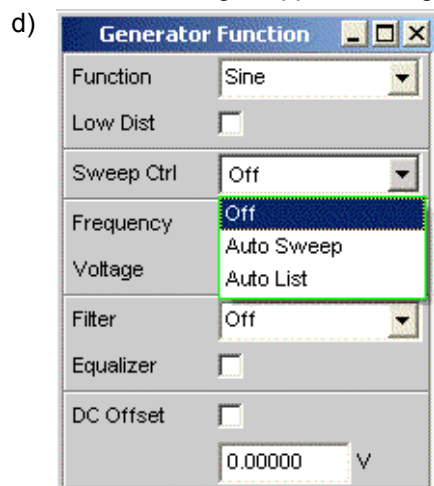 d)
Generator Function
Function Sine
Low Dist
Sweep Ctrl Off
Frequency Off
Auto Sweep
Voltage Auto List
Filter Off
Equalizer
DC Offset
0.00000 V